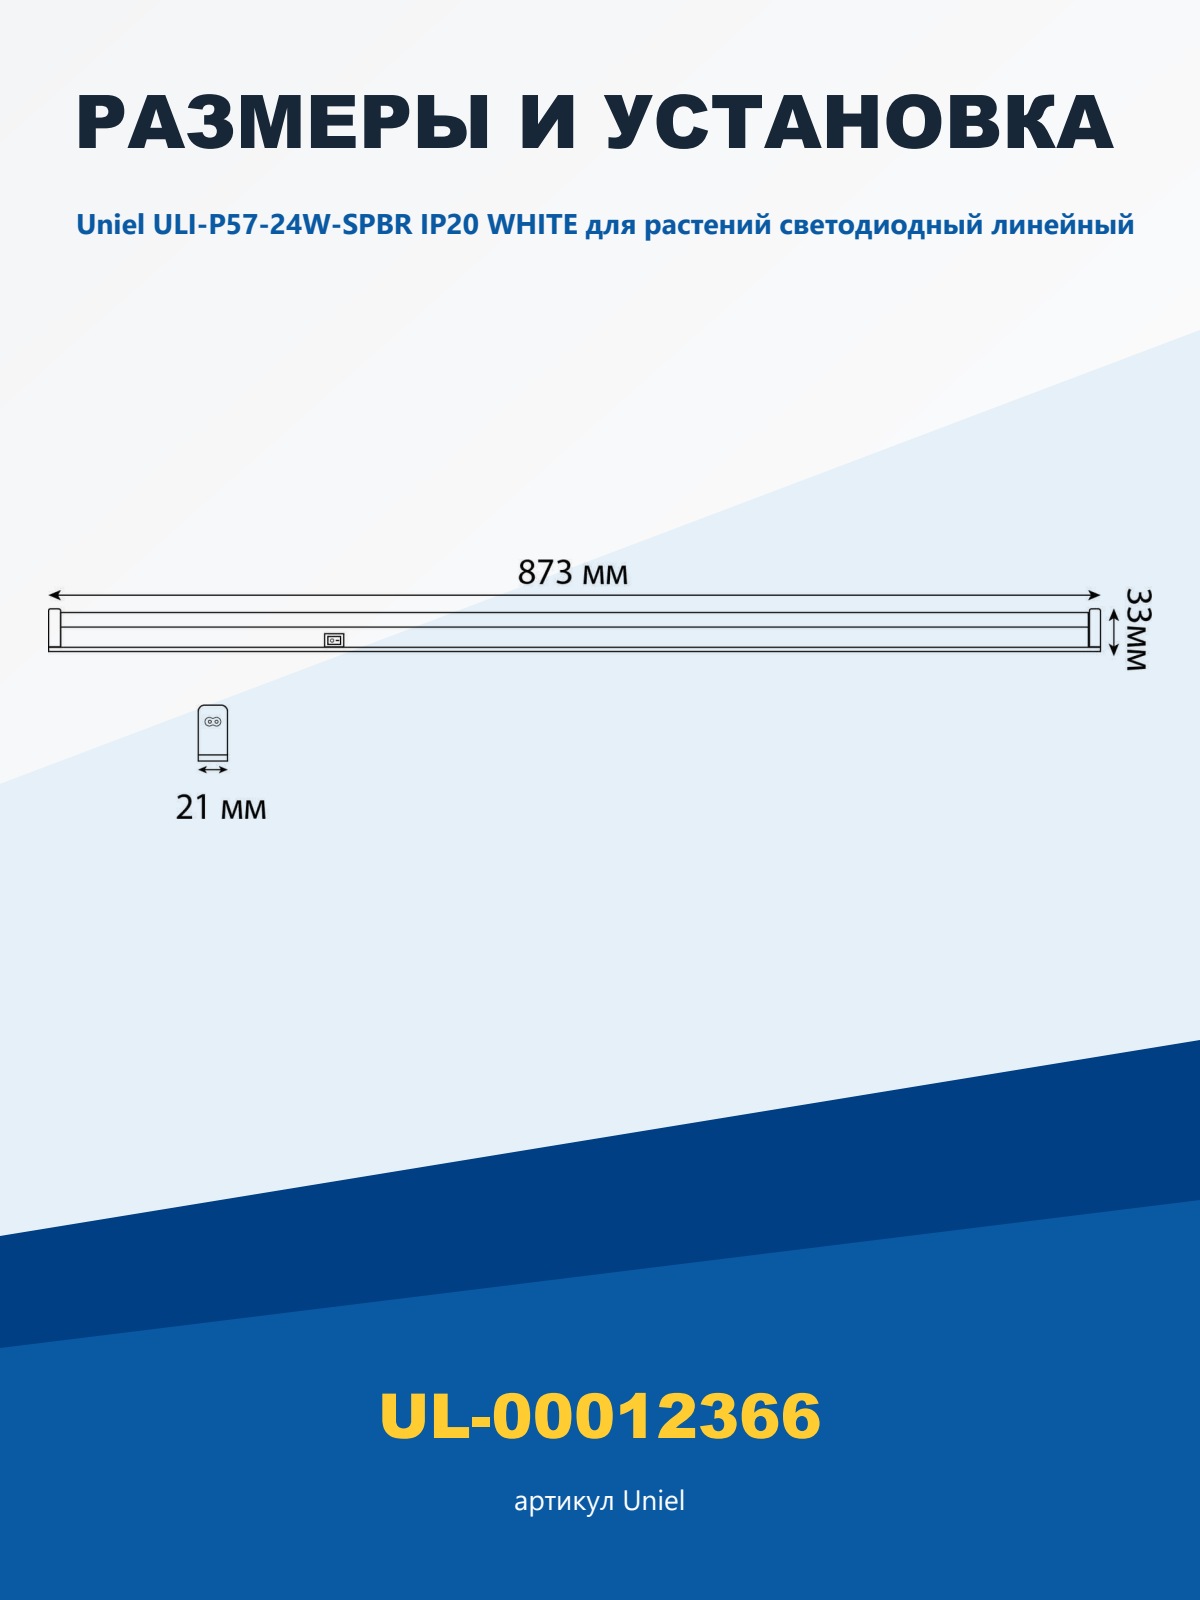 РАЗМЕРЫ И УСТАНОВКА
Uniel ULI-P57-24W-SPBR IP20 WHITE для растений светодиодный линейный
873 мм
33мм
21 мм
UL-00012366
артикул Uniel